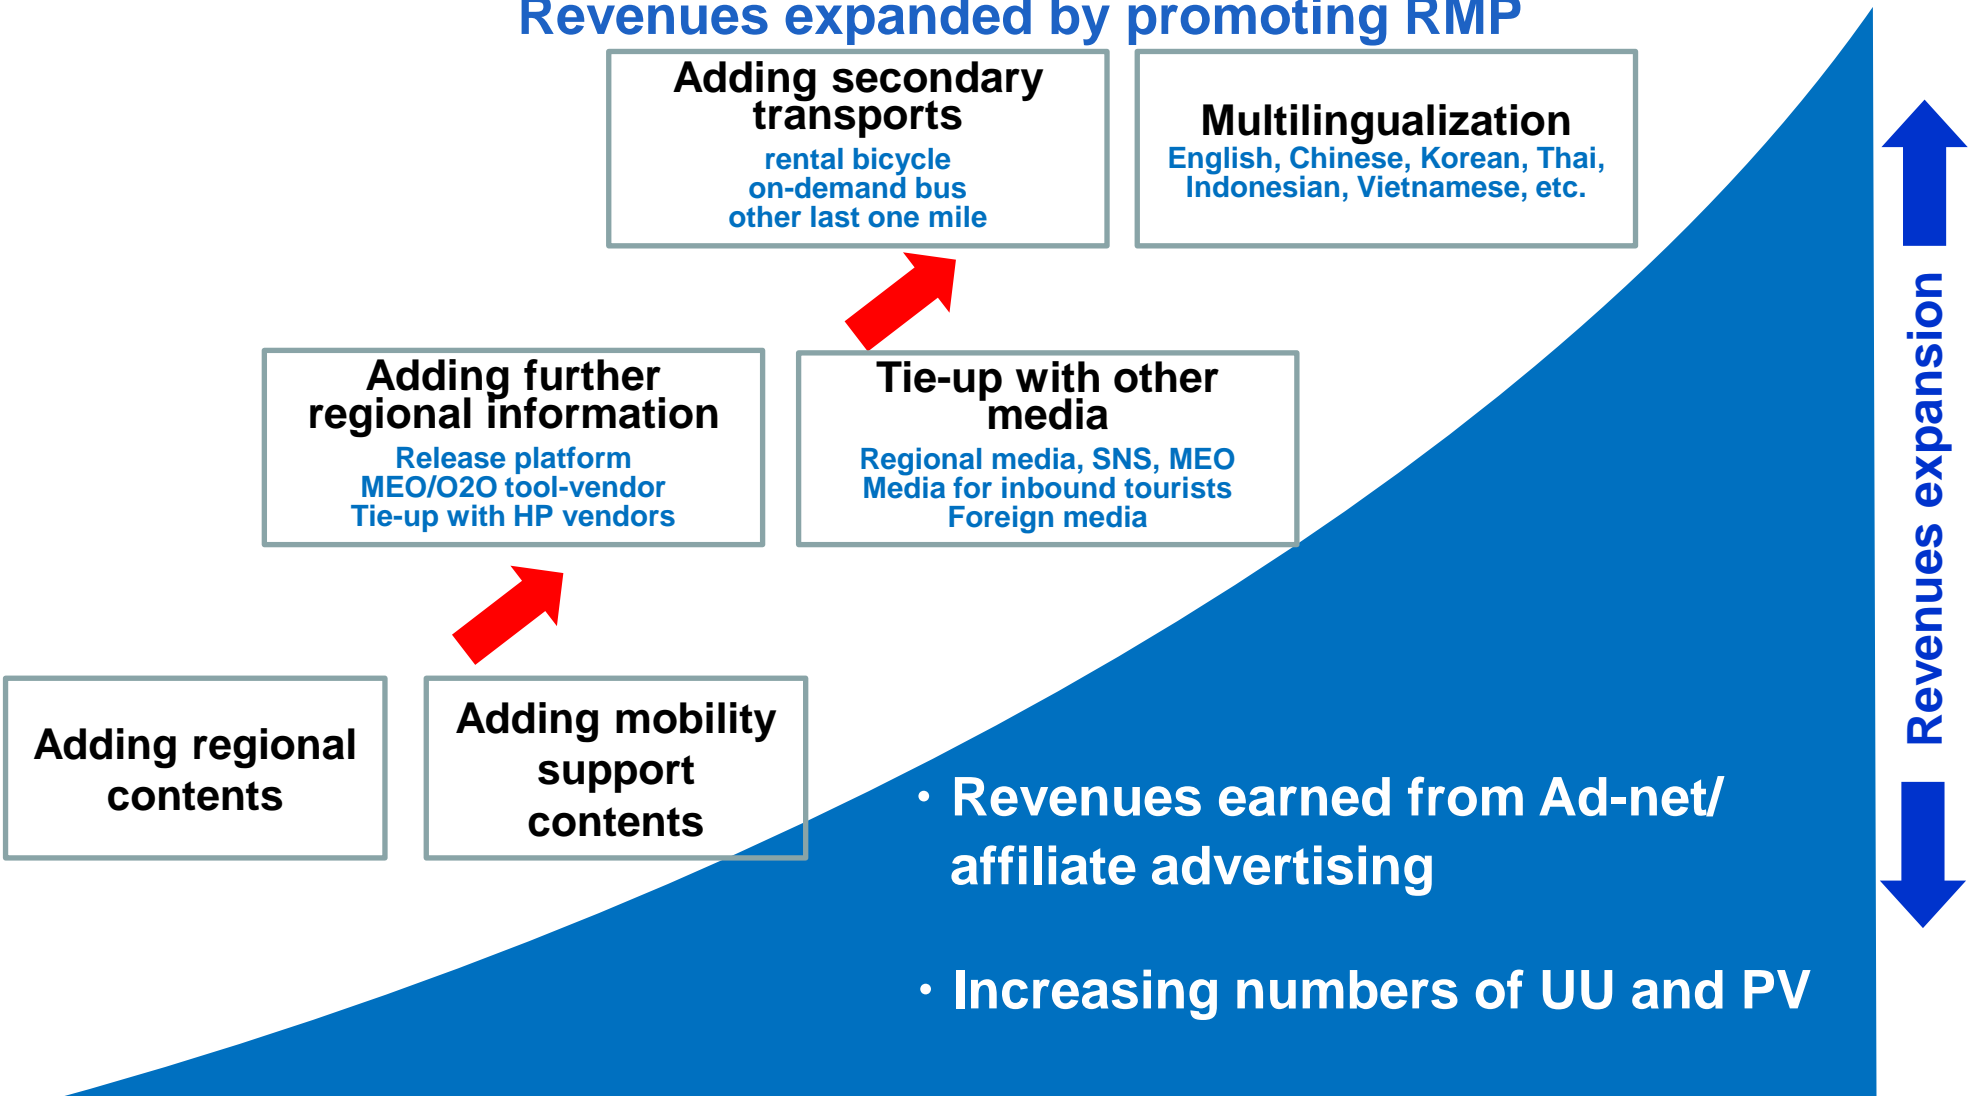 Revenues expanded by promoting RMP
Adding secondary
transports
rental bicycle
on-demand bus
other last one mile
Multilingualization
English, Chinese, Korean, Thai,
Indonesian, Vietnamese, etc.
Adding further
regional information
Release platform
MEO/O2O tool-vendor
Tie-up with HP vendors
Tie-up with other
media
Regional media, SNS, MEO
Media for inbound tourists
Foreign media
Adding regional
contents
Adding mobility
support
contents
・Revenues earned from Ad-net/
affiliate advertising
・Increasing numbers of UU and PV
Revenues expansion